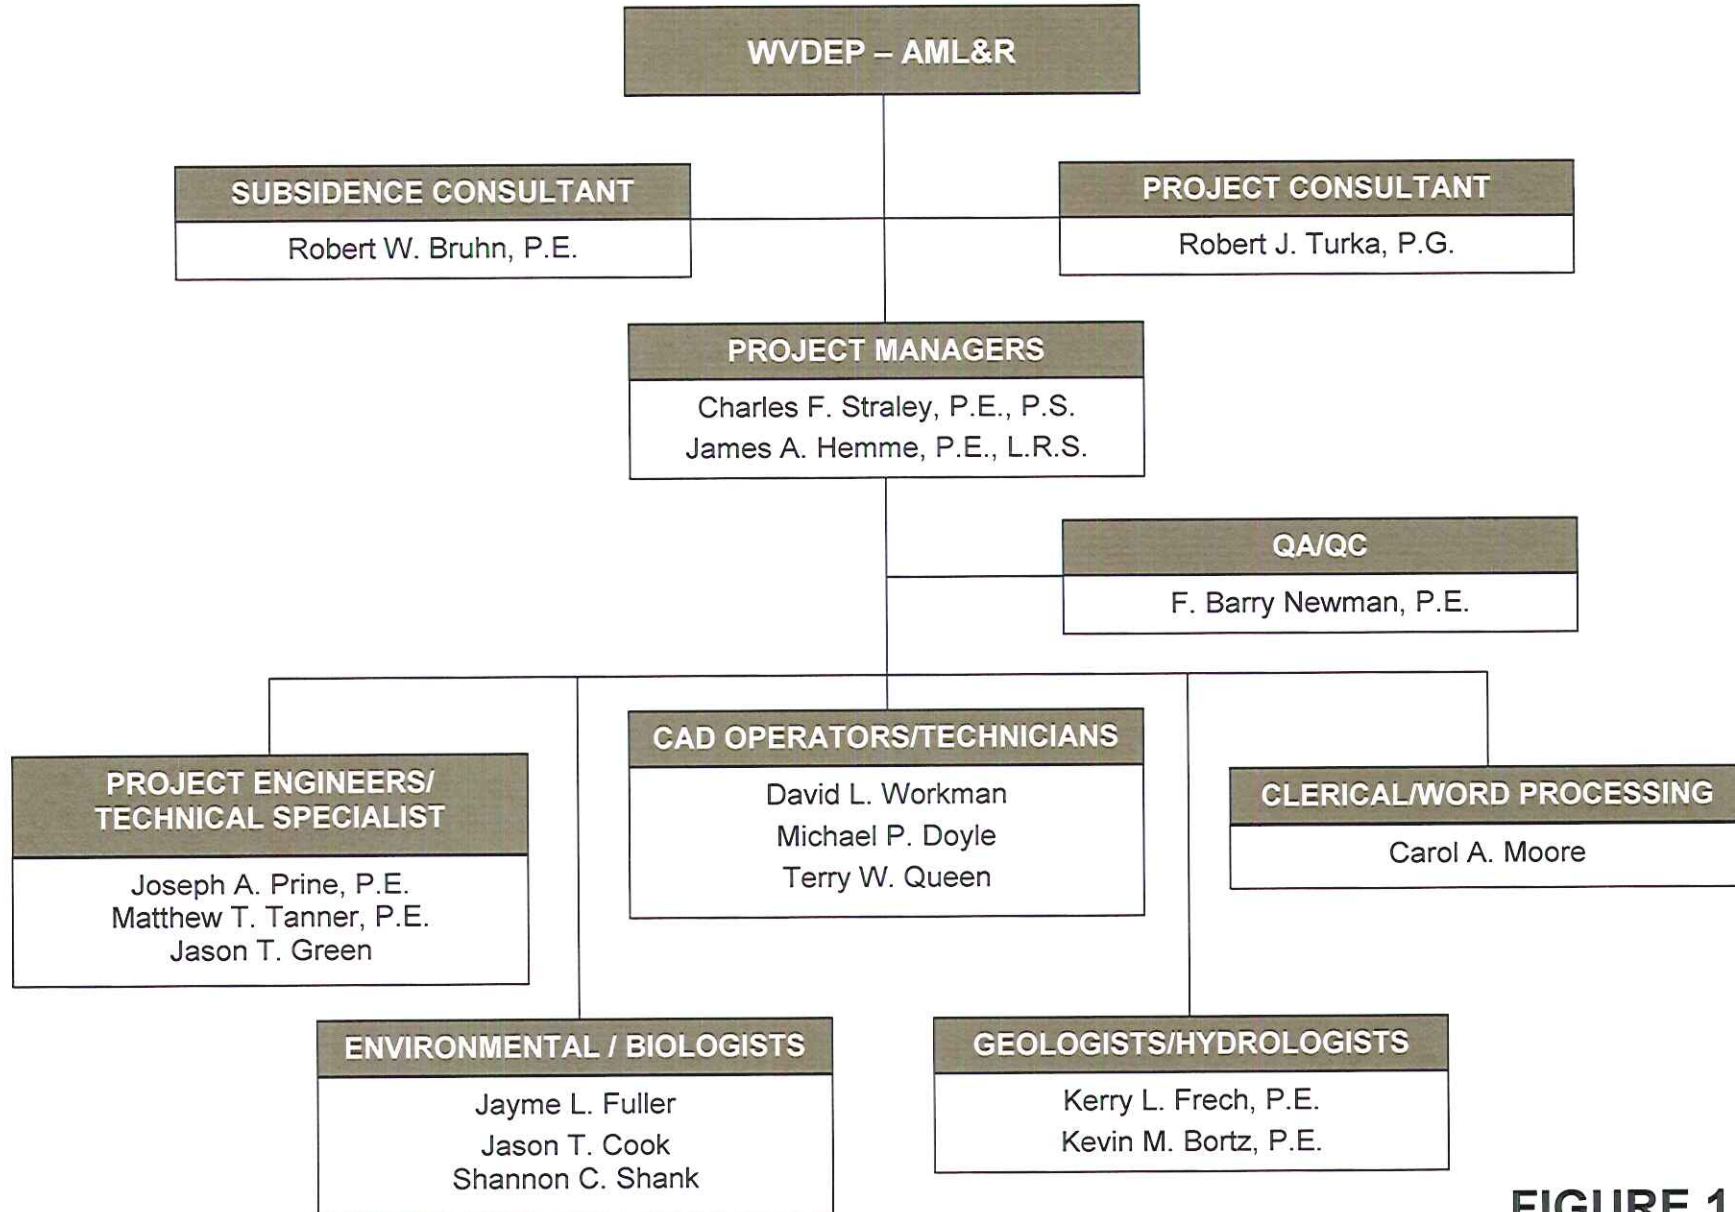 WVDEP – AML&R
SUBSIDENCE CONSULTANT
Robert W. Bruhn, P.E.
PROJECT CONSULTANT
Robert J. Turka, P.G.
PROJECT MANAGERS
Charles F. Straley, P.E., P.S.
James A. Hemme, P.E., L.R.S.
QA/QC
F. Barry Newman, P.E.
PROJECT ENGINEERS/
TECHNICAL SPECIALIST
Joseph A. Prine, P.E.
Matthew T. Tanner, P.E.
Jason T. Green
CAD OPERATORS/TECHNICIANS
David L. Workman
Michael P. Doyle
Terry W. Queen
CLERICAL/WORD PROCESSING
Carol A. Moore
ENVIRONMENTAL / BIOLOGISTS
Jayme L. Fuller
Jason T. Cook
Shannon C. Shank
GEOLOGISTS/HYDROLOGISTS
Kerry L. Frech, P.E.
Kevin M. Bortz, P.E.
FIGURE 1